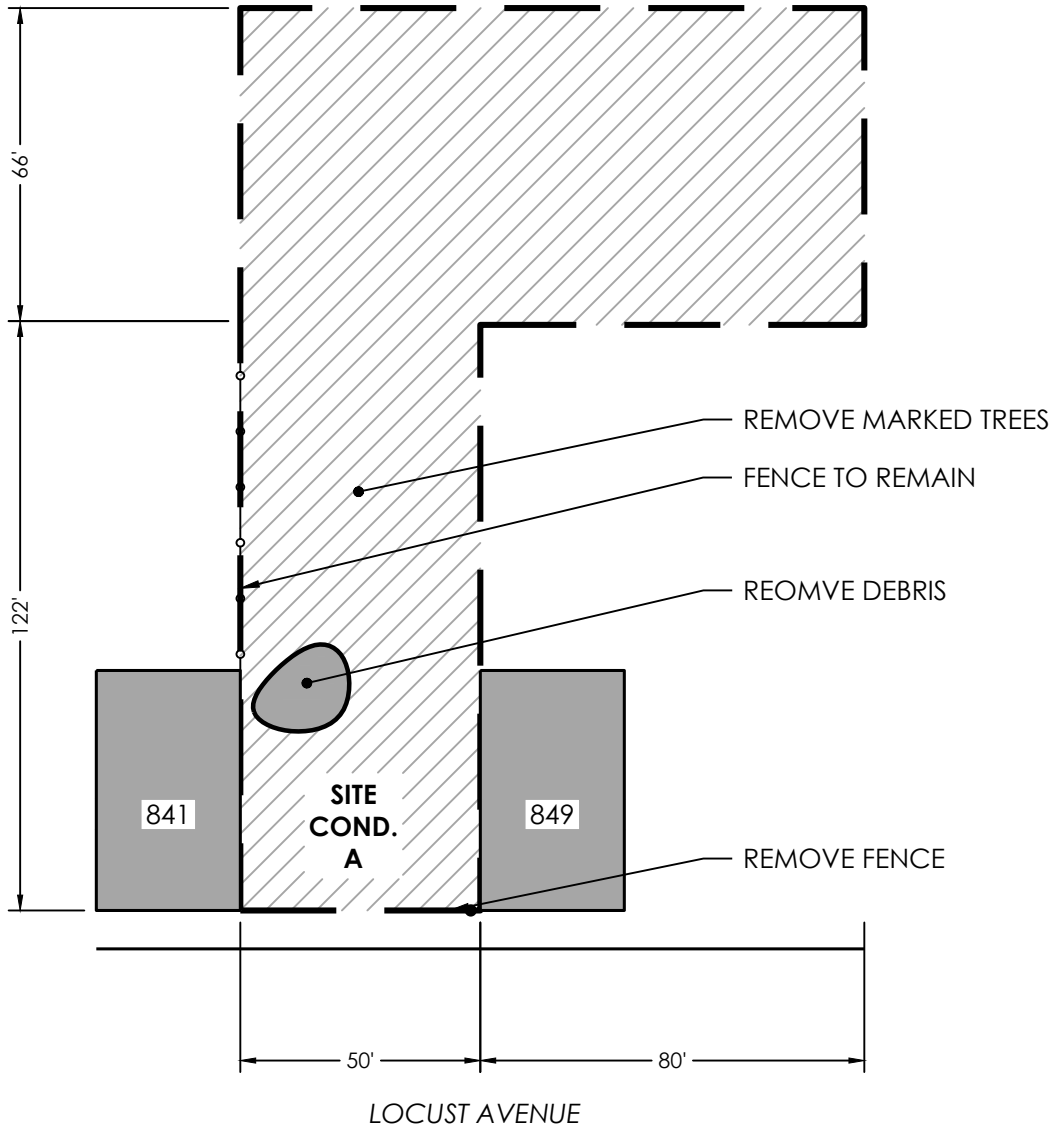 66'
REMOVE MARKED TREES
FENCE TO REMAIN
REOMVE DEBRIS
122'
841
SITE
COND.
A
849
REMOVE FENCE
50'
80'
LOCUST AVENUE